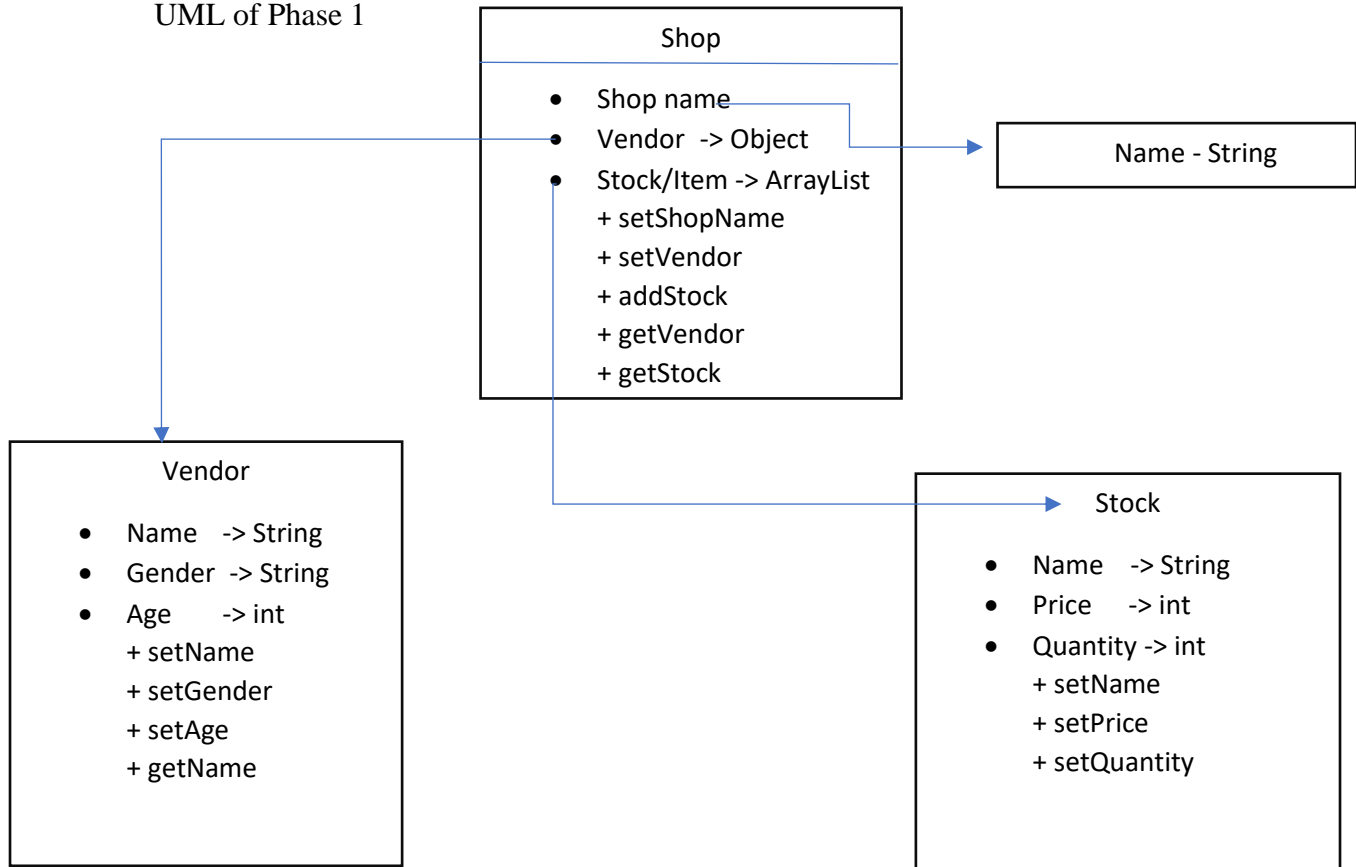 UML of Phase 1
Shop
● Shop name
● Vendor -> Object
● Stock/Item -> ArrayList
+ setShopName
+ setVendor
+ addStock
+ getVendor
+ getStock
Name - String
Vendor
● Name -> String
● Gender -> String
● Age -> int
+ setName
+ setGender
+ setAge
+ getName
Stock
● Name -> String
● Price -> int
● Quantity -> int
+ setName
+ setPrice
+ setQuantity